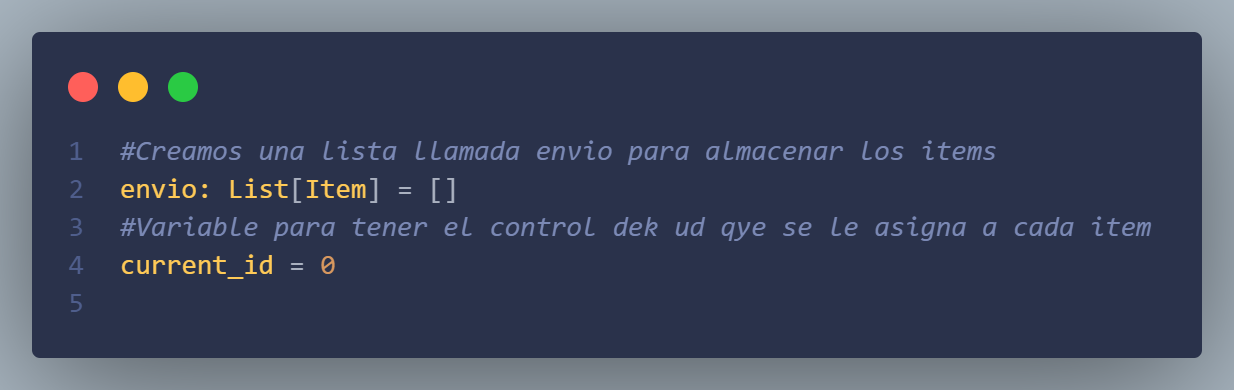 1 #Creamos una lista llamada envio para almacenar los items
2 envio: List[Item] = []
3 #Variable para tener el control dek ud qye se le asigna a cada item
4 current_id = 0
5